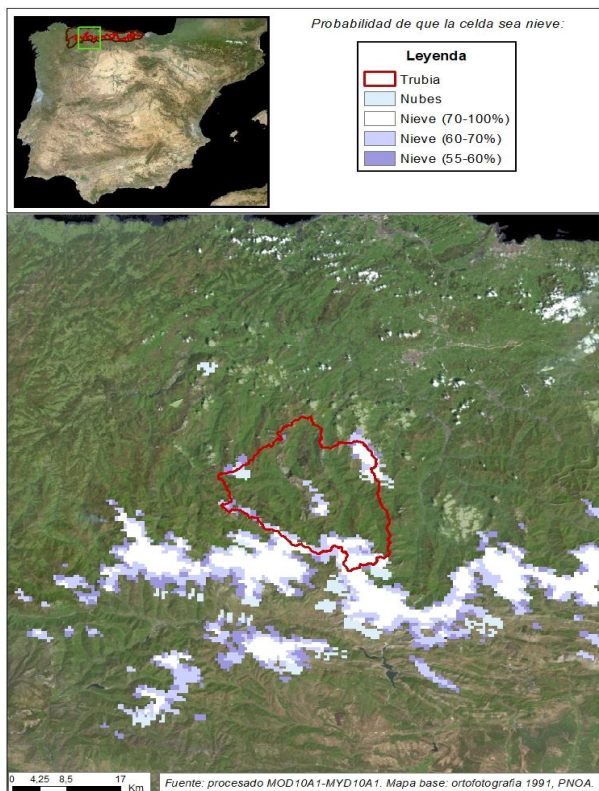 Probabilidad de que la celda sea nieve:
Leyenda
Trubia
Nubes
Nieve (70-100%)
Nieve (60-70%)
Nieve (55-60%)
0 4,25 8,5 17
Km
Fuente: procesado MOD10A1-MYD10A1. Mapa base: ortofotografía 1991, PNOA.